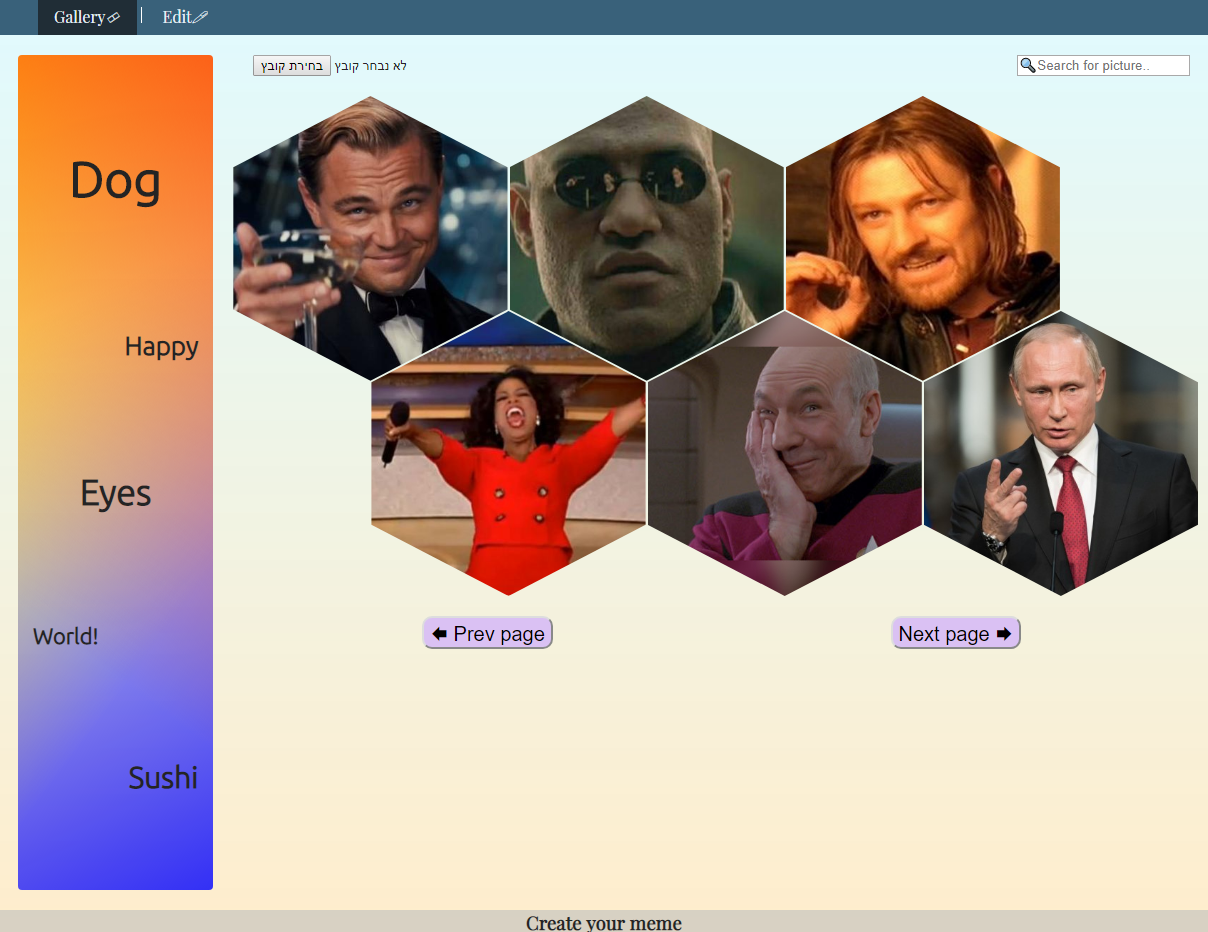 Gallery
Edit
בחירת קובץ לא נבחר קובץ
Search for picture..
Dog
Happy
Eyes
World!
Sushi
Prev page
Next page
Create your meme